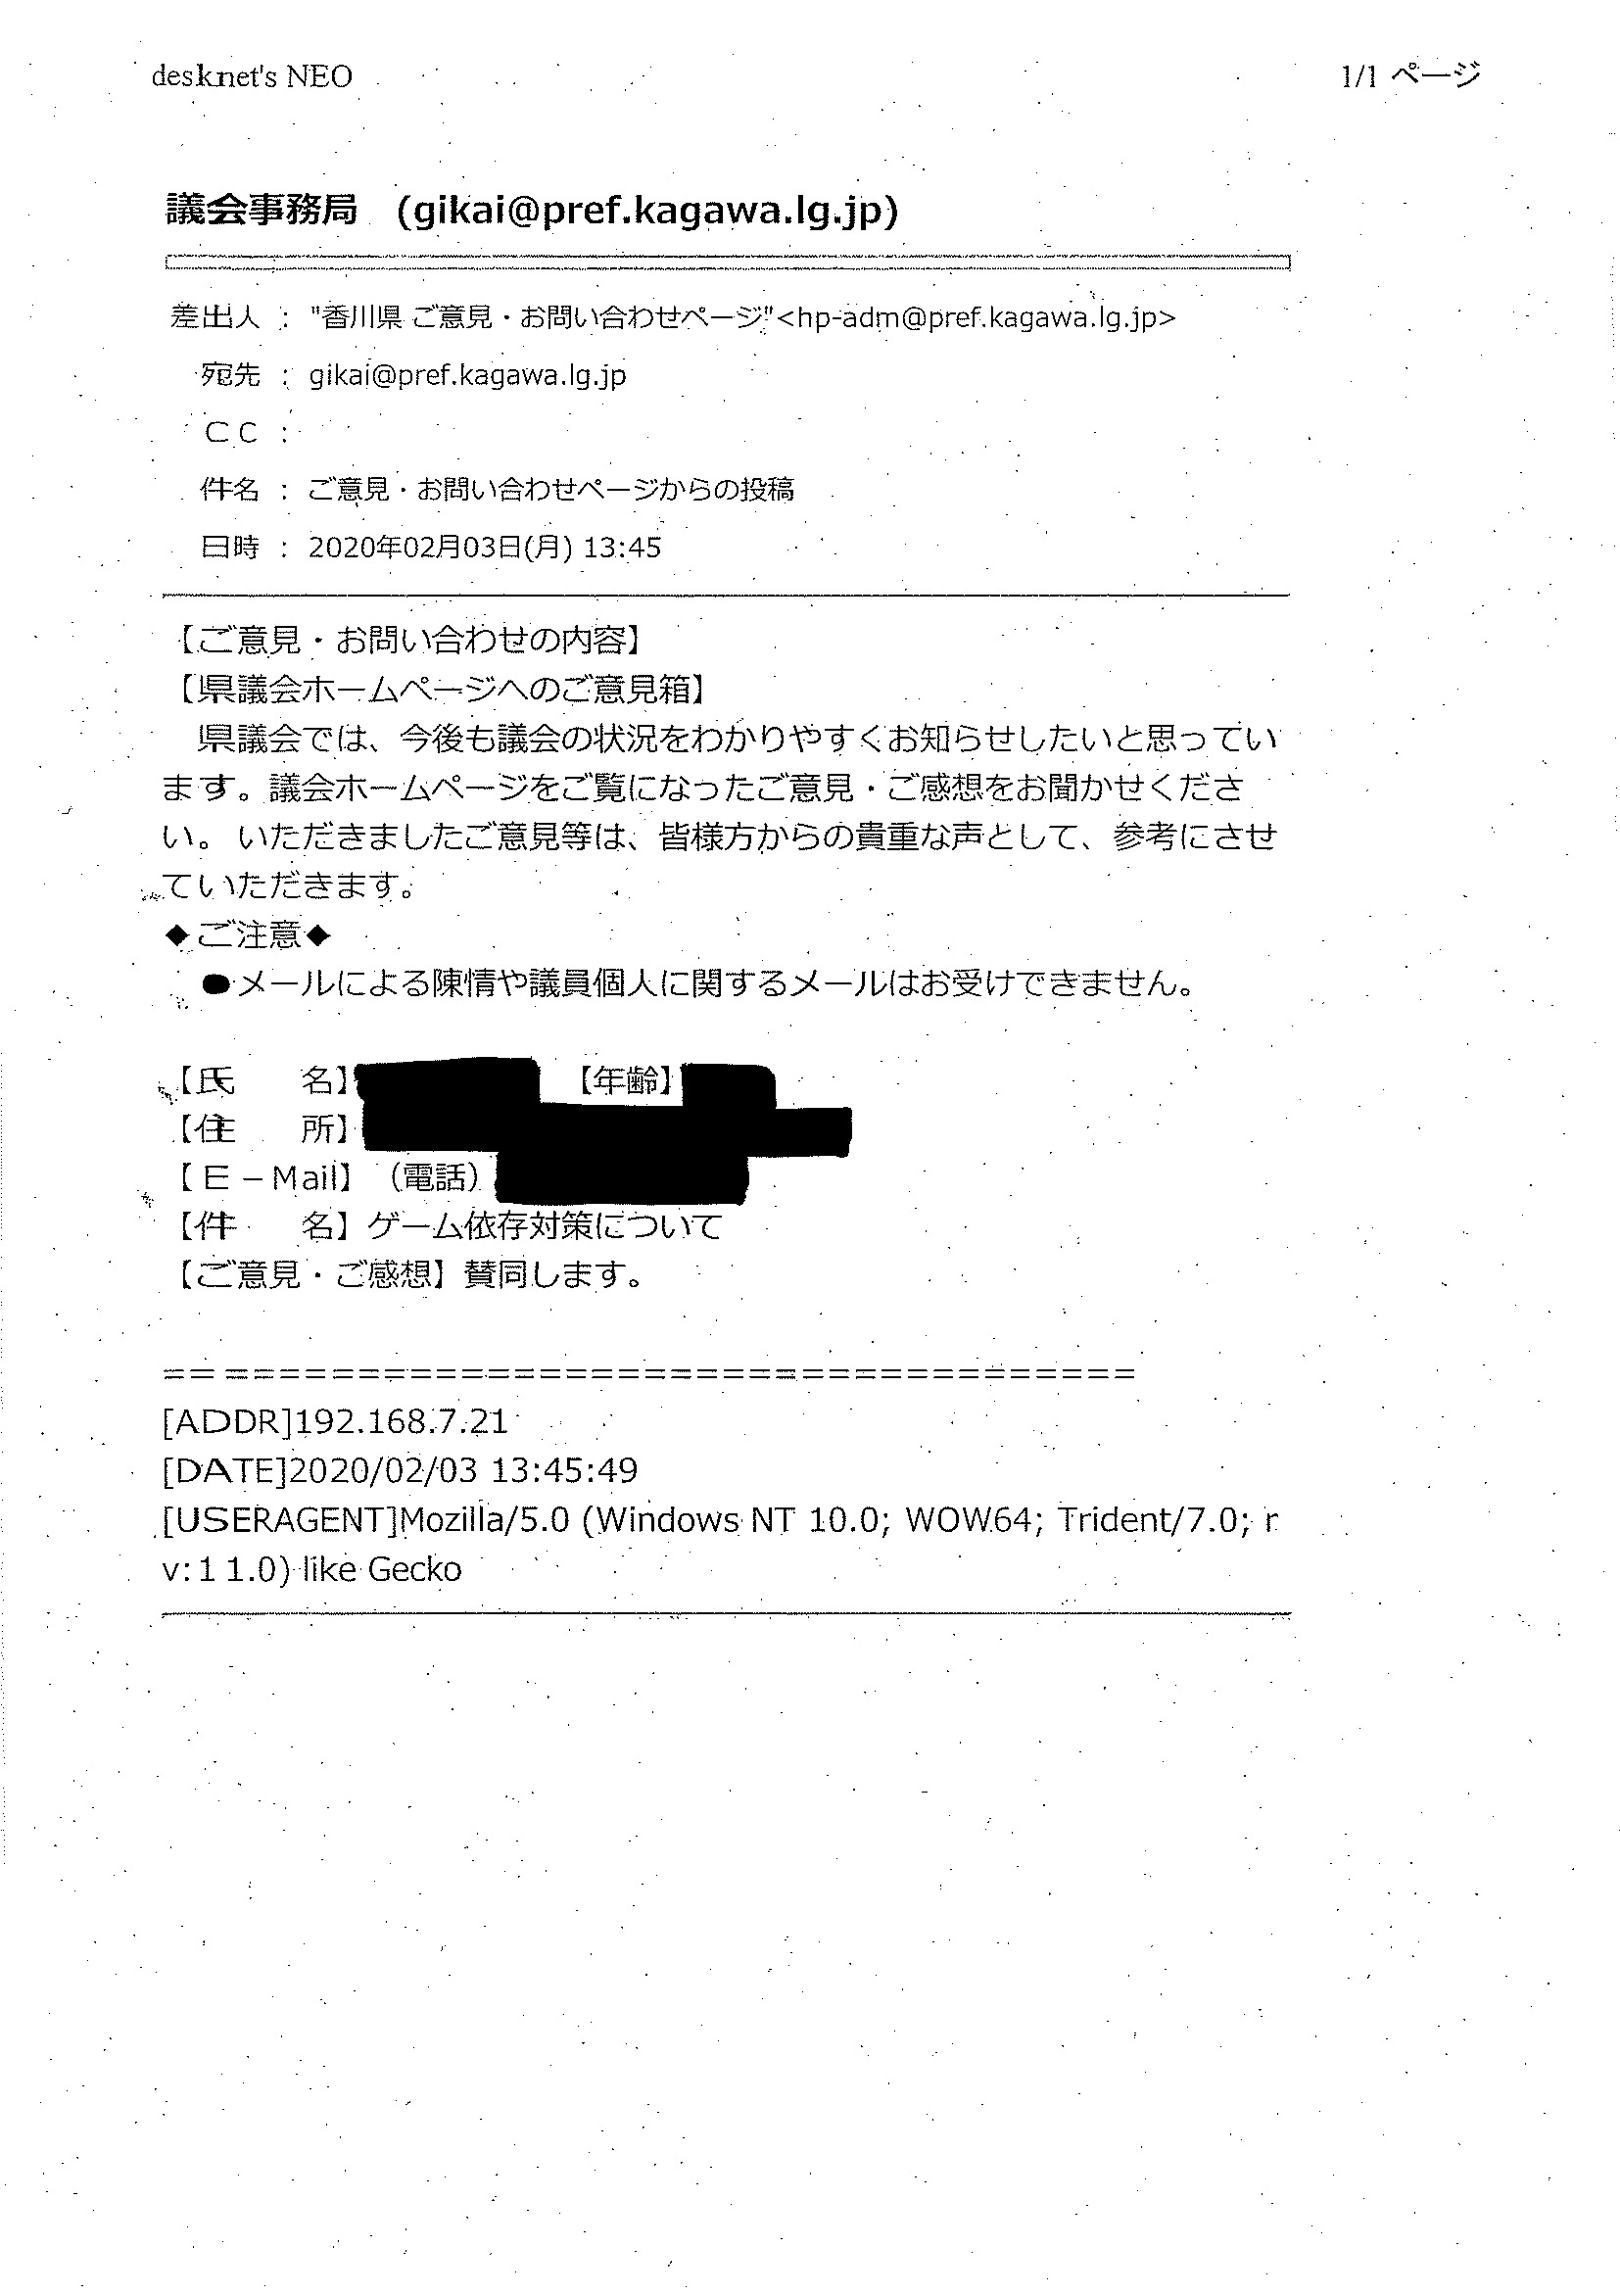 desknet's NEO 1/1 ページ
議会事務局 (gikai@pref.kagawa.lg.jp)
差出人 : "香川県 ご意見・お問い合わせページ"<hp-adm@pref.kagawa.lg.jp>
宛先 : gikai@pref.kagawa.lg.jp
ＣＣ :
件名 : ご意見・お問い合わせページからの投稿
日時 : 2020年02月03日(月) 13:45
【ご意見・お問い合わせの内容】
【県議会ホームページへのご意見箱】
　県議会では、今後も議会の状況をわかりやすくお知らせしたいと思ってい
ます。議会ホームページをご覧になったご意見・ご感想をお聞かせくださ
い。 いただきましたご意見等は、皆様方からの貴重な声として、参考にさせ
ていただきます。
◆ご注意◆
　●メールによる陳情や議員個人に関するメールはお受けできません。
【氏　　名】 【年齢】
【住　　所】
【Ｅ－Mail】（電話）
【件　　名】ゲーム依存対策について
【ご意見・ご感想】賛同します。
=====================================
[ADDR]192.168.7.21
[DATE]2020/02/03 13:45:49
[USERAGENT]Mozilla/5.0 (Windows NT 10.0; WOW64; Trident/7.0; r
v:11.0) like Gecko